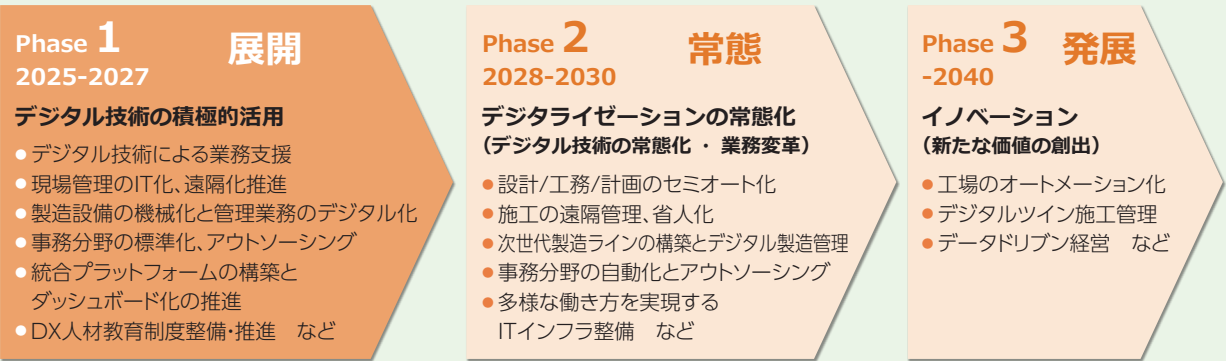 Phase 1 展開
2025-2027
デジタル技術の積極的活用
●デジタル技術による業務支援
●現場管理のIT化、遠隔化推進
●製造設備の機械化と管理業務のデジタル化
●事務分野の標準化、アウトソーシング
●統合プラットフォームの構築と
ダッシュボード化の推進
●DX人材教育制度整備・推進　など
Phase 2 常態
2028-2030
デジタライゼーションの常態化
（デジタル技術の常態化 ・ 業務変革）
●設計/工務/計画のセミオート化
●施工の遠隔管理、省人化
●次世代製造ラインの構築とデジタル製造管理
●事務分野の自動化とアウトソーシング
●多様な働き方を実現する
ITインフラ整備　など
Phase 3 発展
-2040
イノベーション
（新たな価値の創出）
●工場のオートメーション化
●デジタルツイン施工管理
●データドリブン経営　など